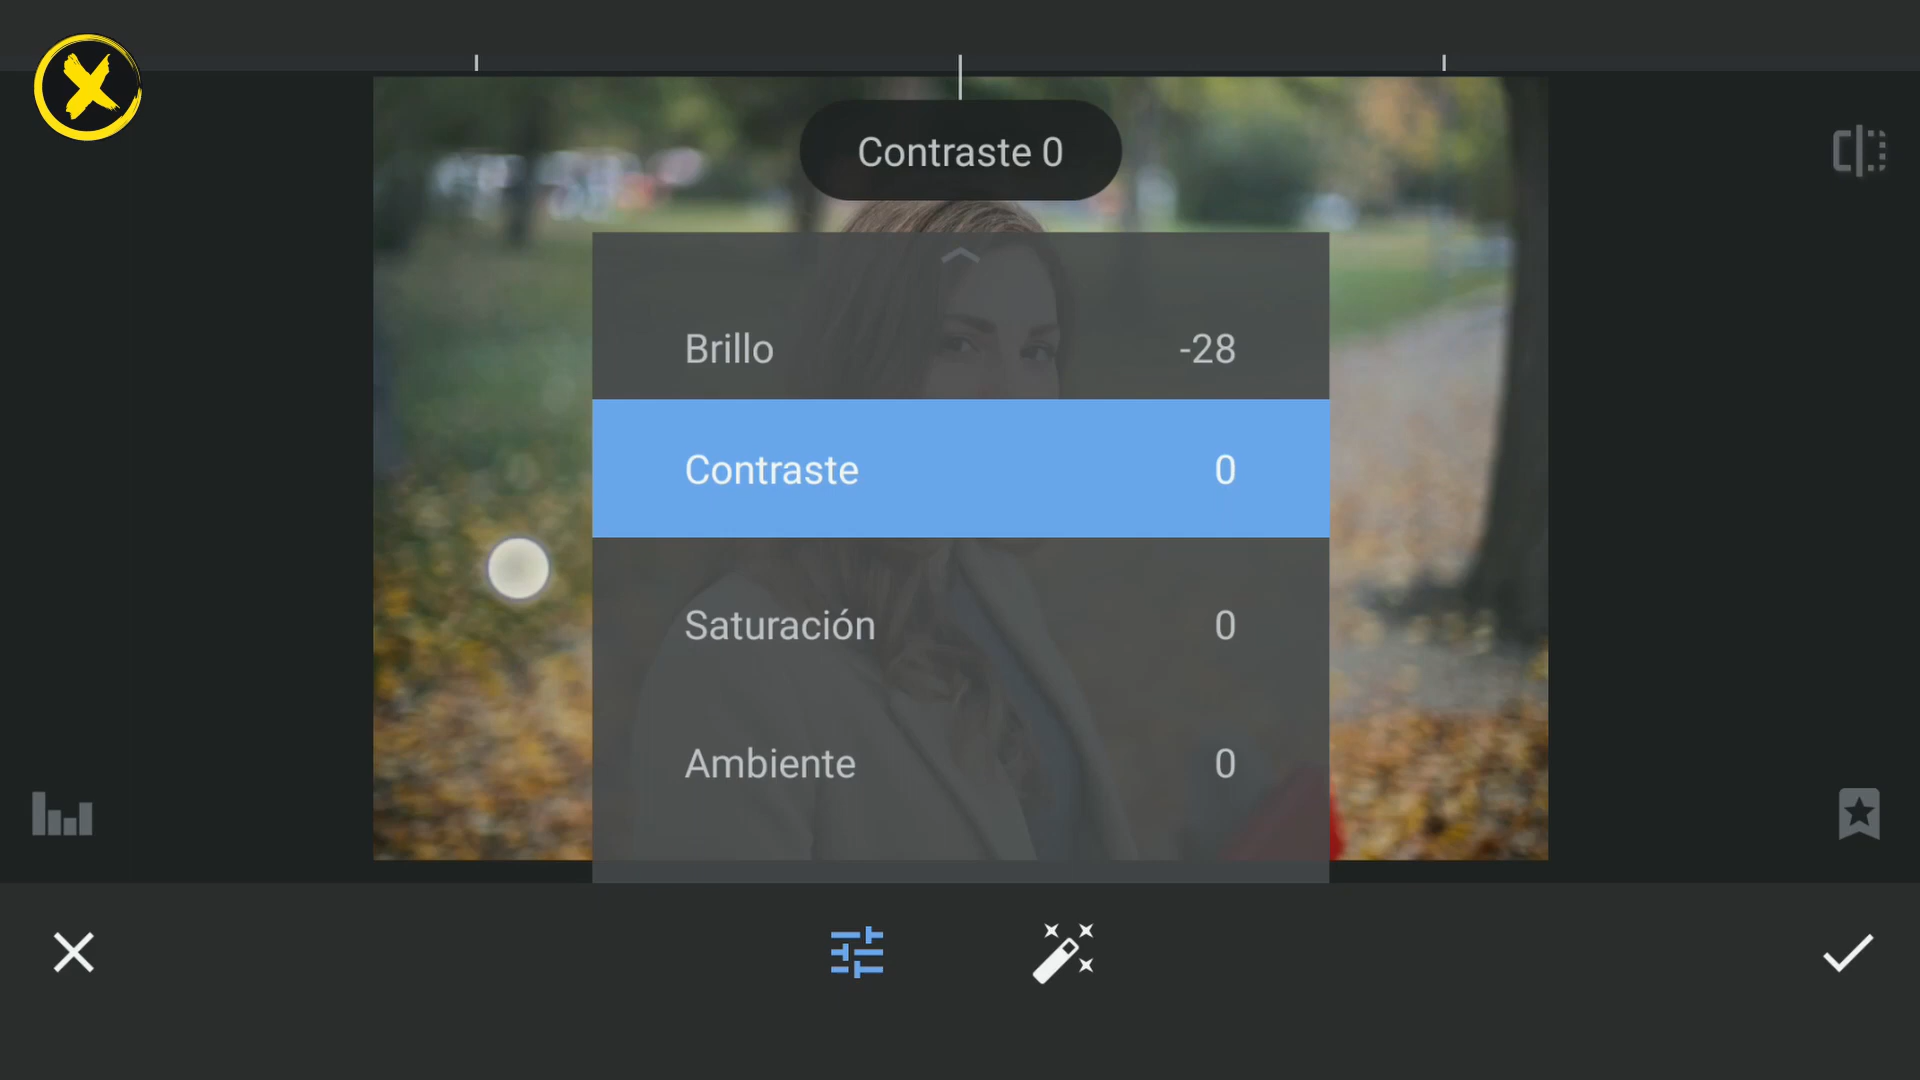 Contraste 0
Brillo -28
Contraste 0
Saturación 0
Ambiente 0